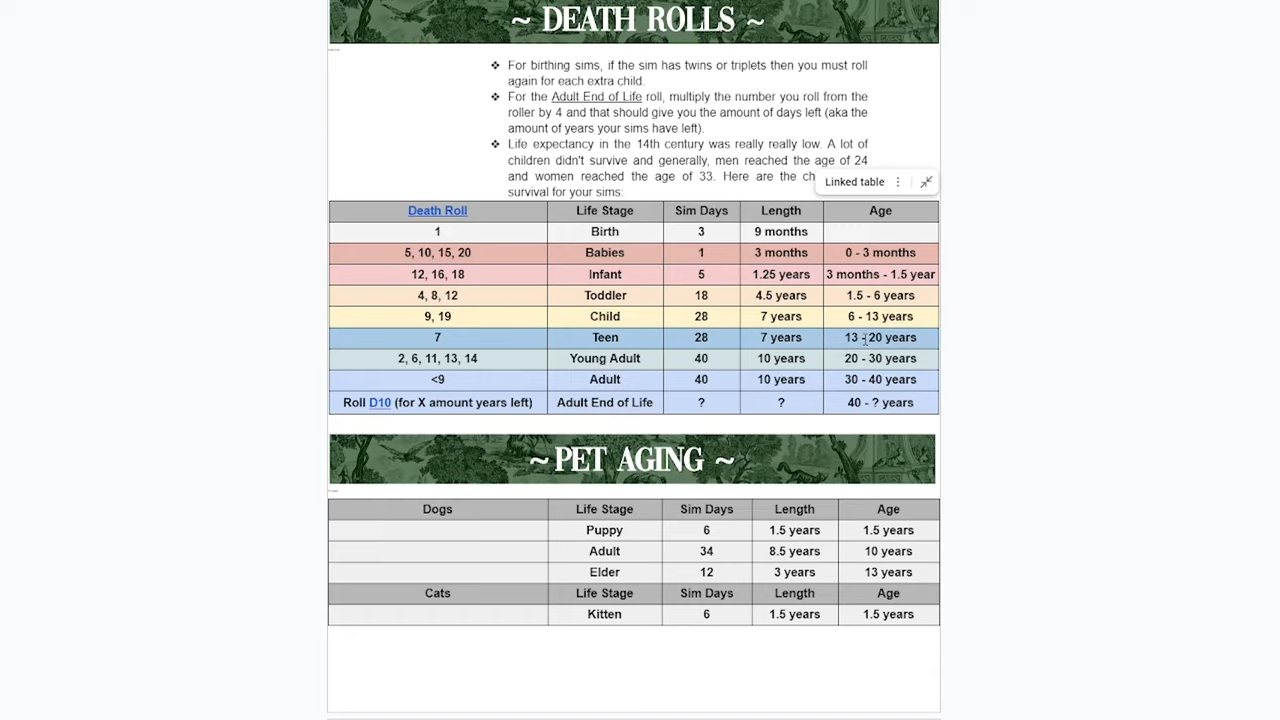 ~ DEATH ROLLS ~
❖ For birthing sims, if the sim has twins or triplets then you must roll
again for each extra child.
❖ For the Adult End of Life roll, multiply the number you roll from the
roller by 4 and that should give you the amount of days left (aka the
amount of years your sims have left).
❖ Life expectancy in the 14th century was really really low. A lot of
children didn't survive and generally, men reached the age of 24
and women reached the age of 33. Here are the ch
survival for your sims:
Linked table
Death Roll Life Stage Sim Days Length Age
1 Birth 3 9 months
5, 10, 15, 20 Babies 1 3 months 0 - 3 months
12, 16, 18 Infant 5 1.25 years 3 months - 1.5 year
4, 8, 12 Toddler 18 4.5 years 1.5 - 6 years
9, 19 Child 28 7 years 6 - 13 years
7 Teen 28 7 years 13 - 20 years
2, 6, 11, 13, 14 Young Adult 40 10 years 20 - 30 years
<9 Adult 40 10 years 30 - 40 years
Roll D10 (for X amount years left) Adult End of Life ? ? 40 - ? years
~ PET AGING ~
Dogs Life Stage Sim Days Length Age
Puppy 6 1.5 years 1.5 years
Adult 34 8.5 years 10 years
Elder 12 3 years 13 years
Cats Life Stage Sim Days Length Age
Kitten 6 1.5 years 1.5 years